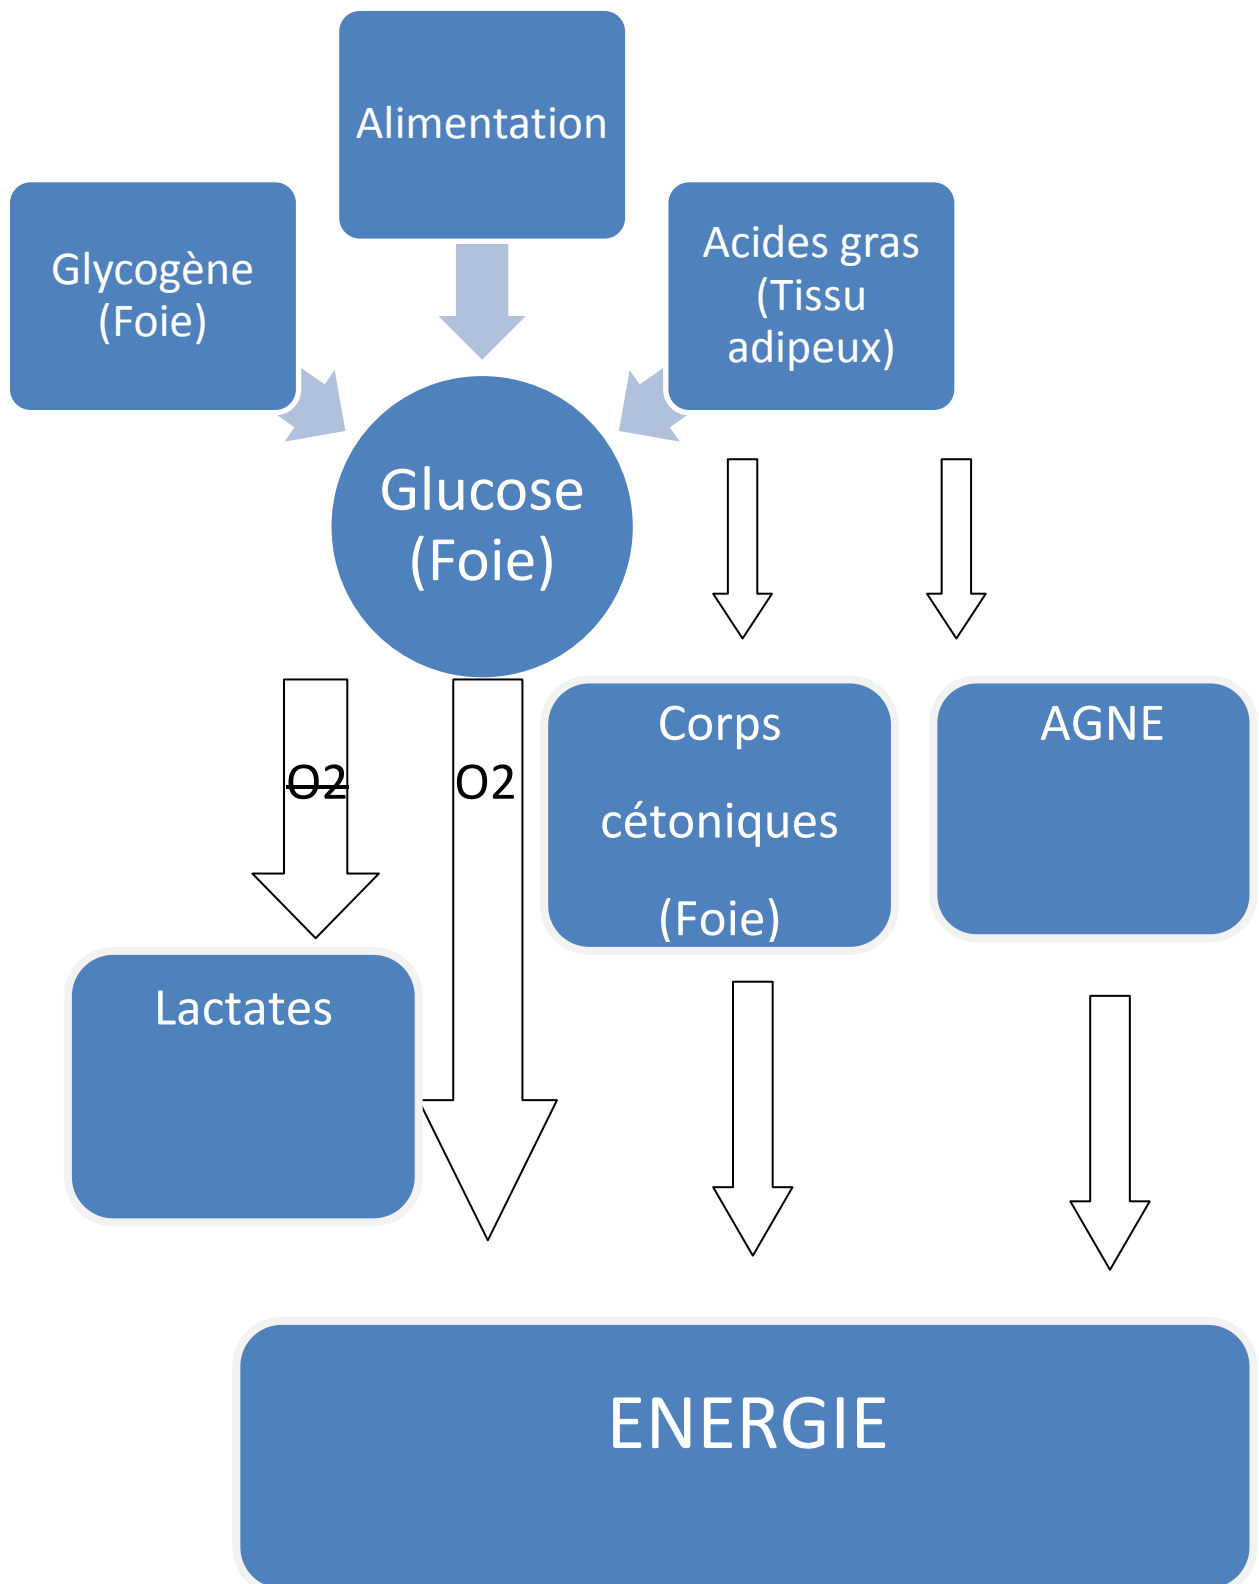 Alimentation
Glycogène
(Foie)
Acides gras
(Tissu
adipeux)
Glucose
(Foie)
O2
O2
Corps
cétoniques
(Foie)
AGNE
Lactates
ENERGIE